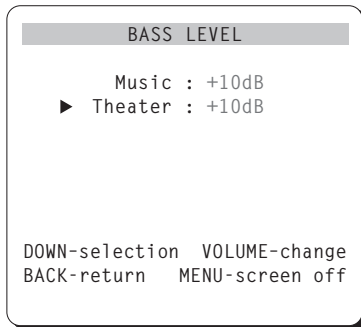 BASS LEVEL
Music : +10dB
▶ Theater : +10dB
DOWN-selection VOLUME-change
BACK-return MENU-screen off